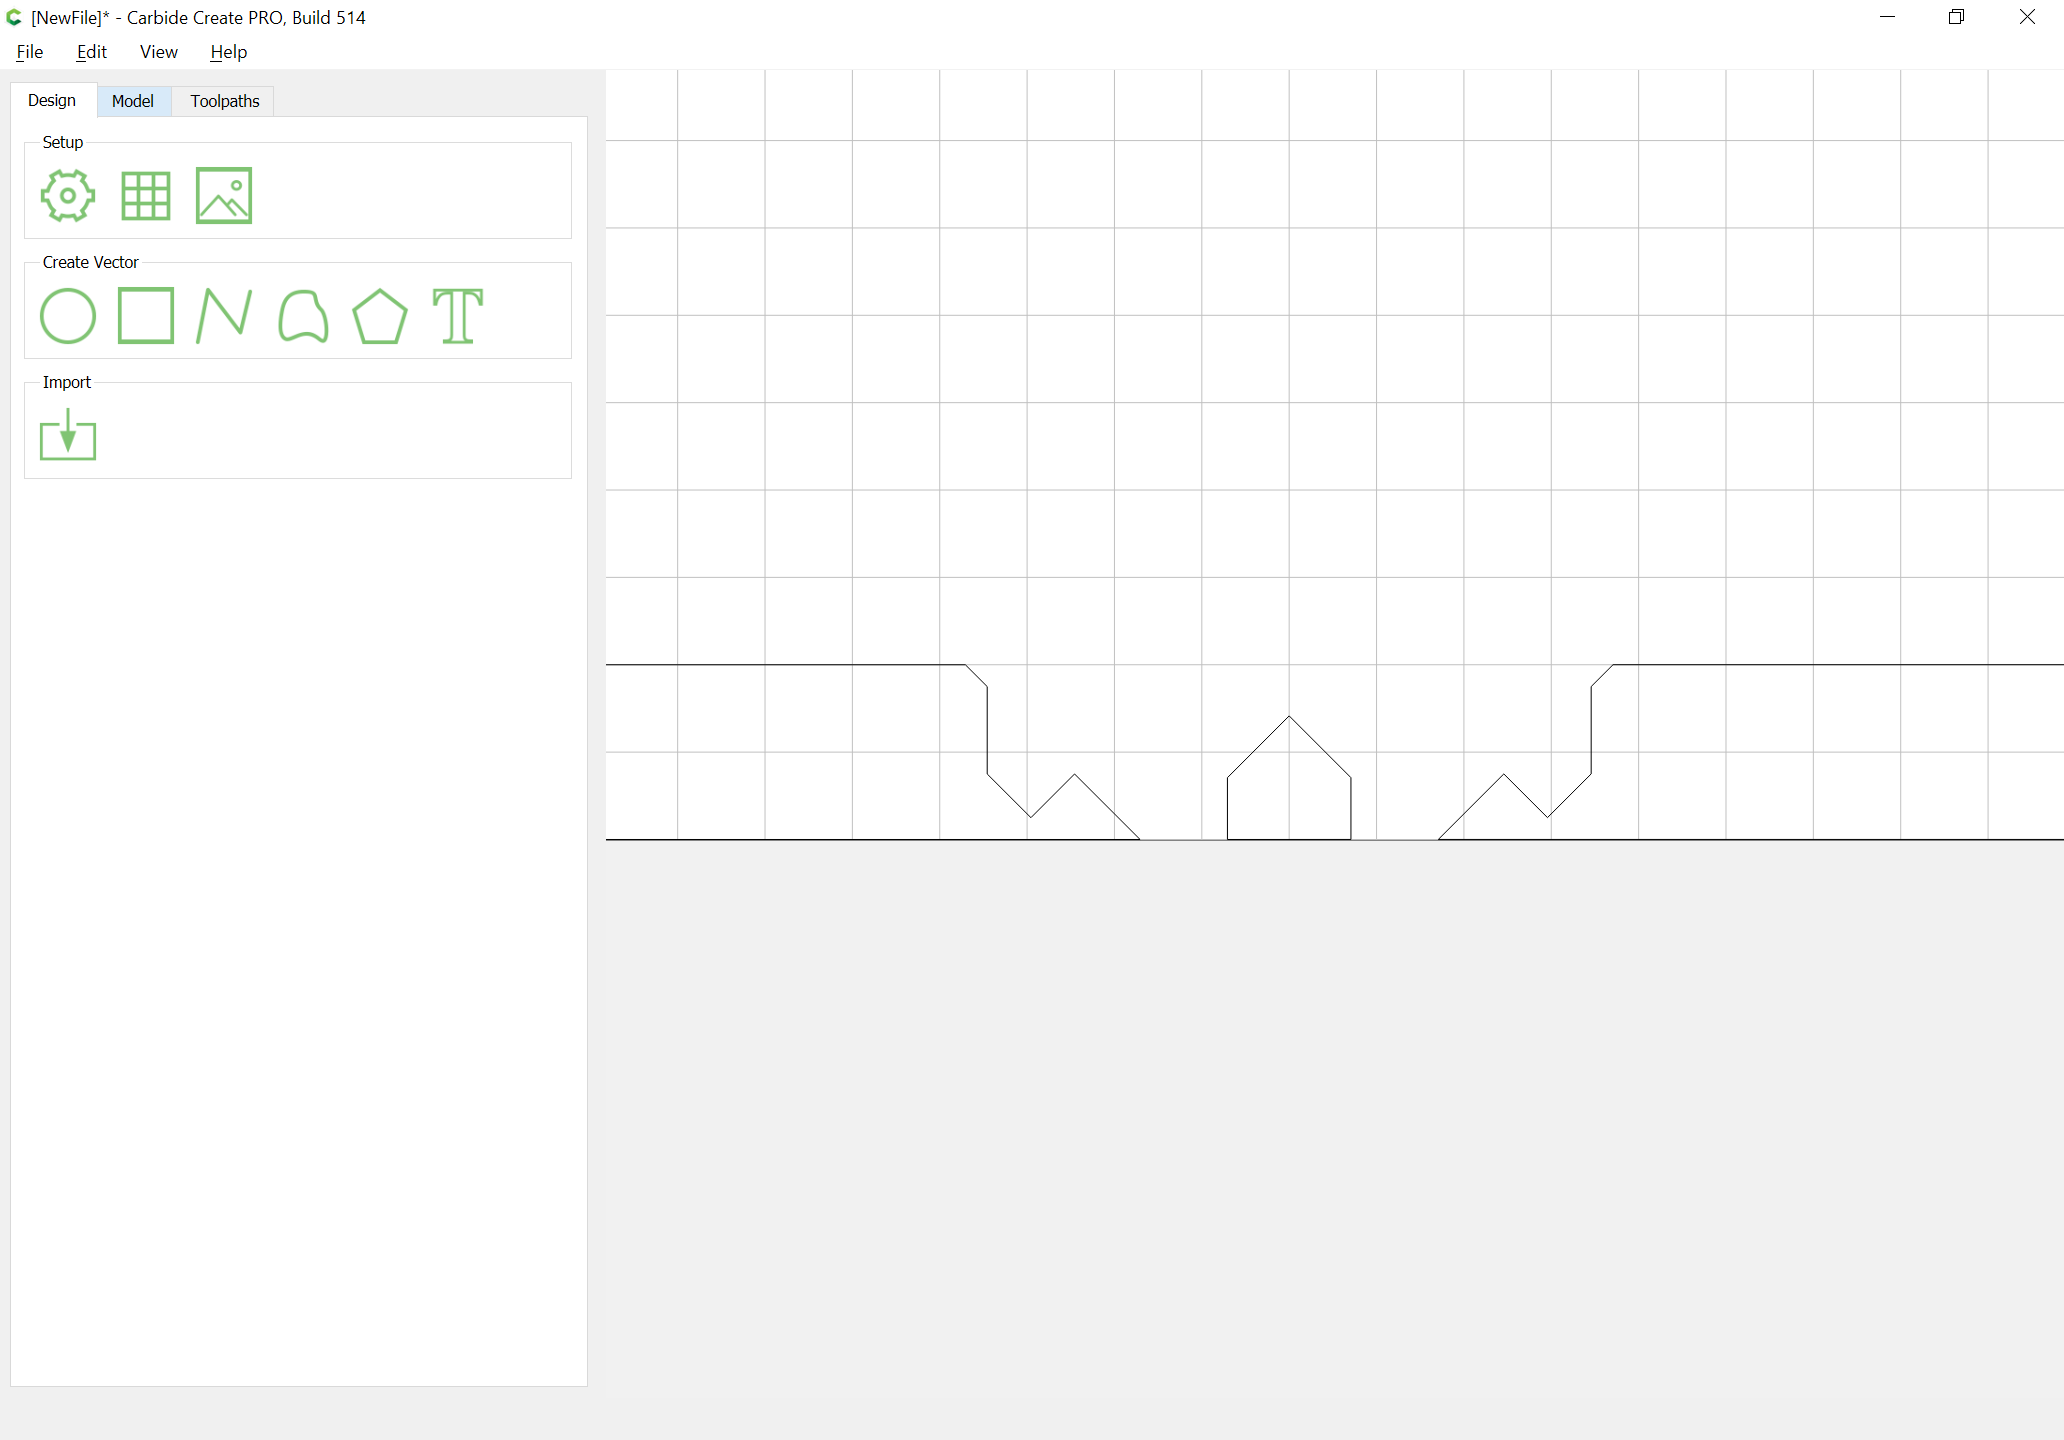 [NewFile]* - Carbide Create PRO, Build 514
File Edit View Help
Design Model Toolpaths
Setup
Create Vector
Import